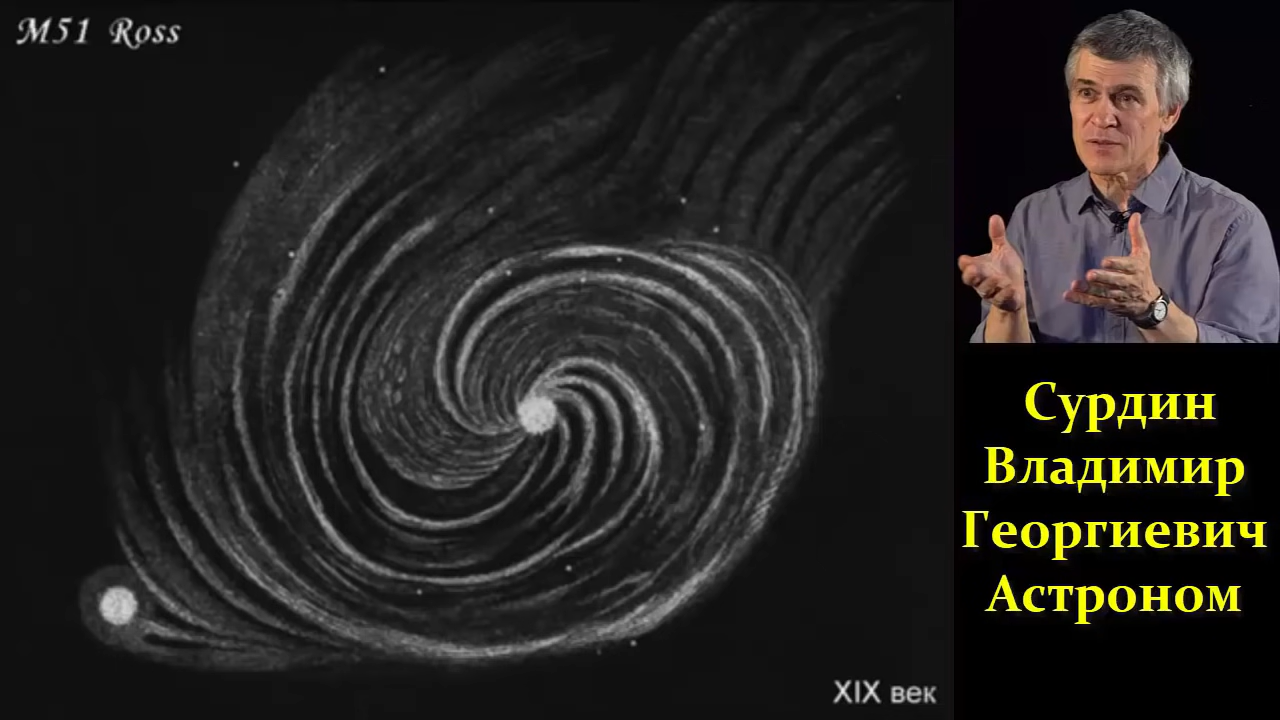 M51 Ross
Сурдин
Владимир
Георгиевич
Астроном
XIX век